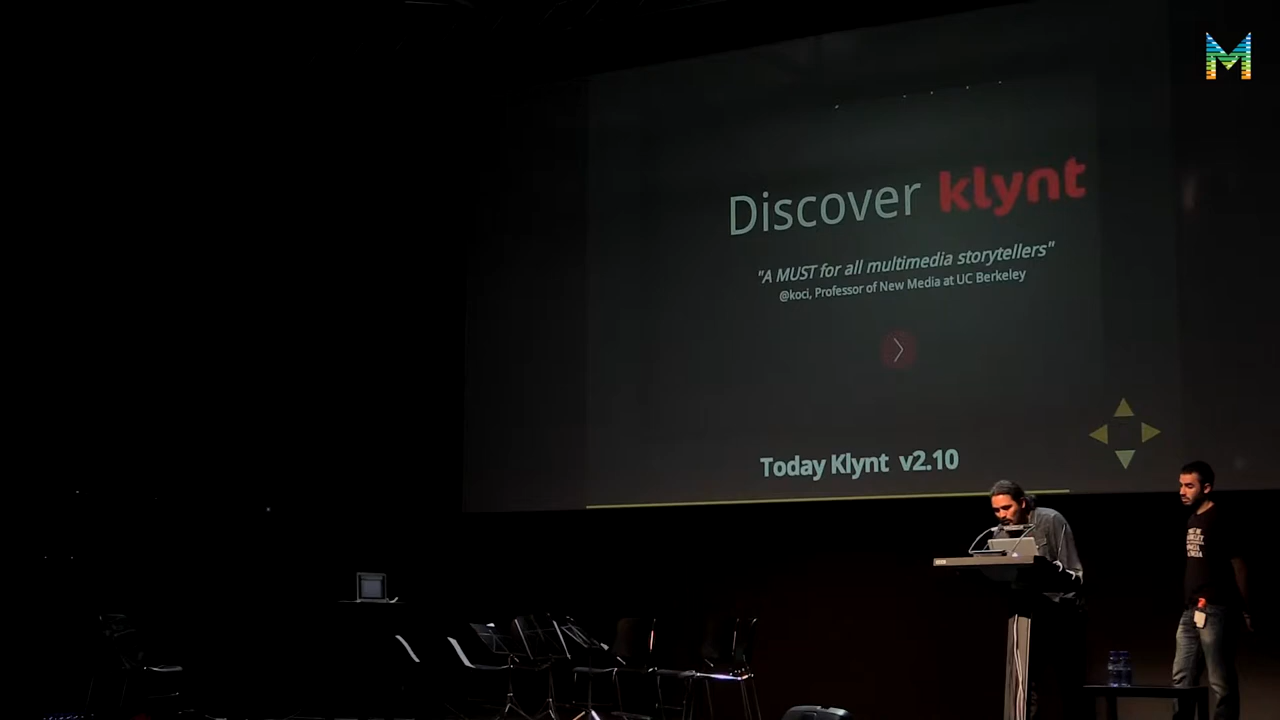 Discover klynt
"A MUST for all multimedia storytellers"
@koci, Professor of New Media at UC Berkeley
Today Klynt v2.10
M